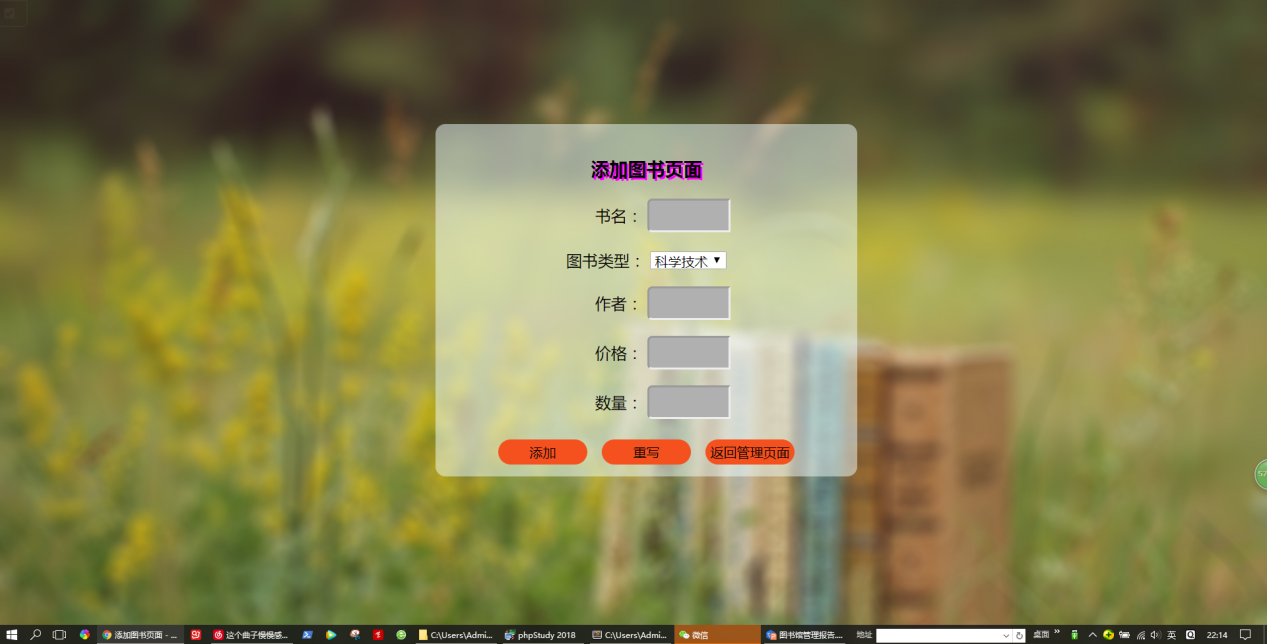 添加图书页面
书名：
图书类型： 科学技术
作者：
价格：
数量：
添加 重写 返回管理页面
57
添加图书页面 - ... 这个曲子慢慢感... C:\Users\Admi... phpStudy 2018 C:\Users\Admi... 微信 图书馆管理报告... 地址 桌面 » 英 22:14